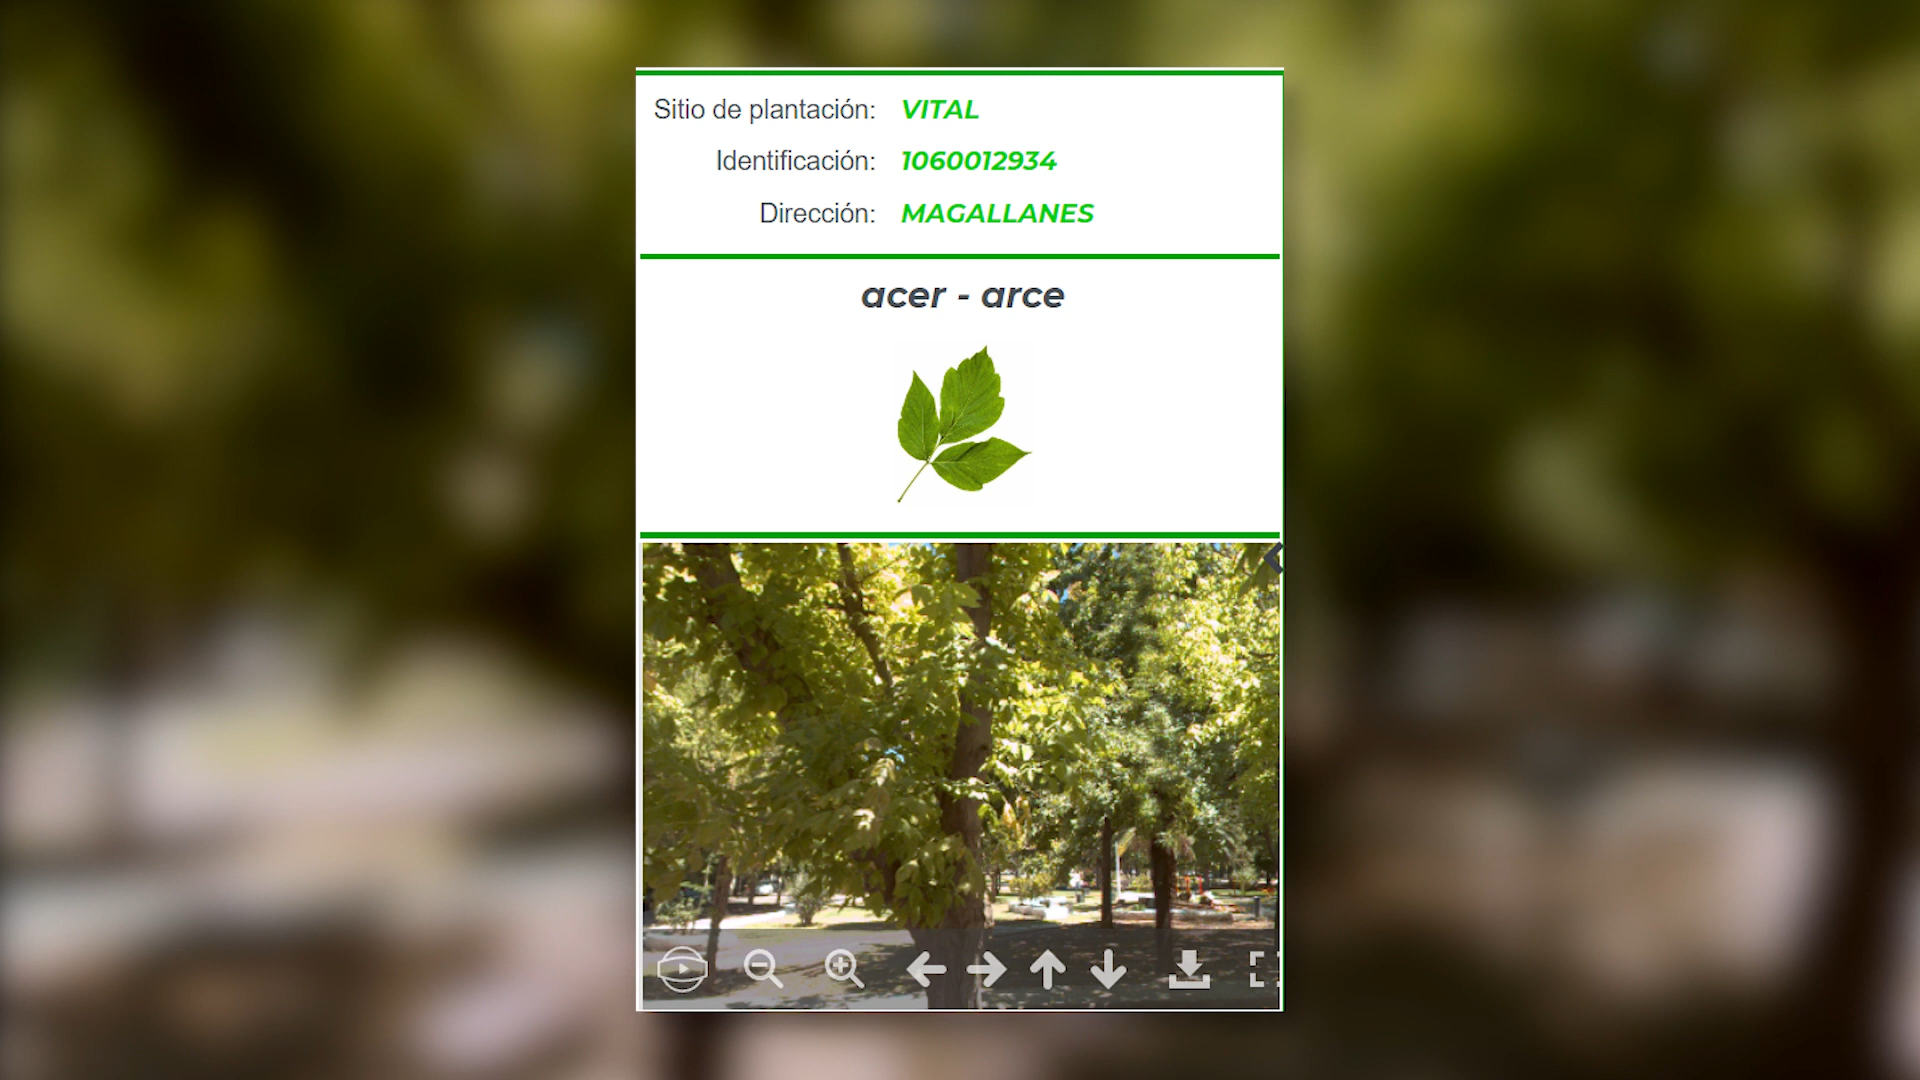 Sitio de plantación: VITAL
Identificación: 1060012934
Dirección: MAGALLANES
acer - arce